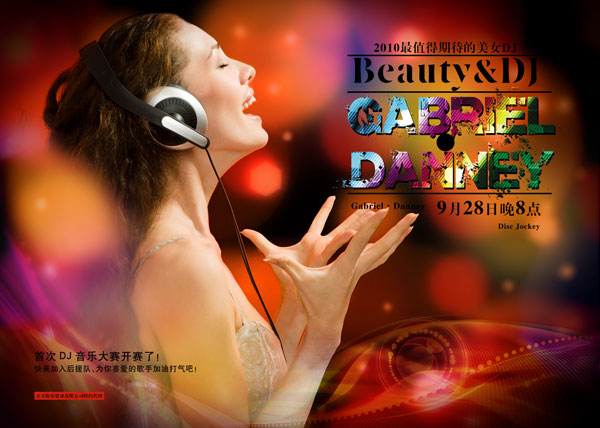 2010最值得期待的美女DJ
Beauty&DJ
GABRIEL
DANNEY
Gabriel · Danney 9月28日晚8点
Disc Jockey
首次 DJ 音乐大赛开赛了!
快来加入后援队,为你喜爱的歌手加油打气吧!